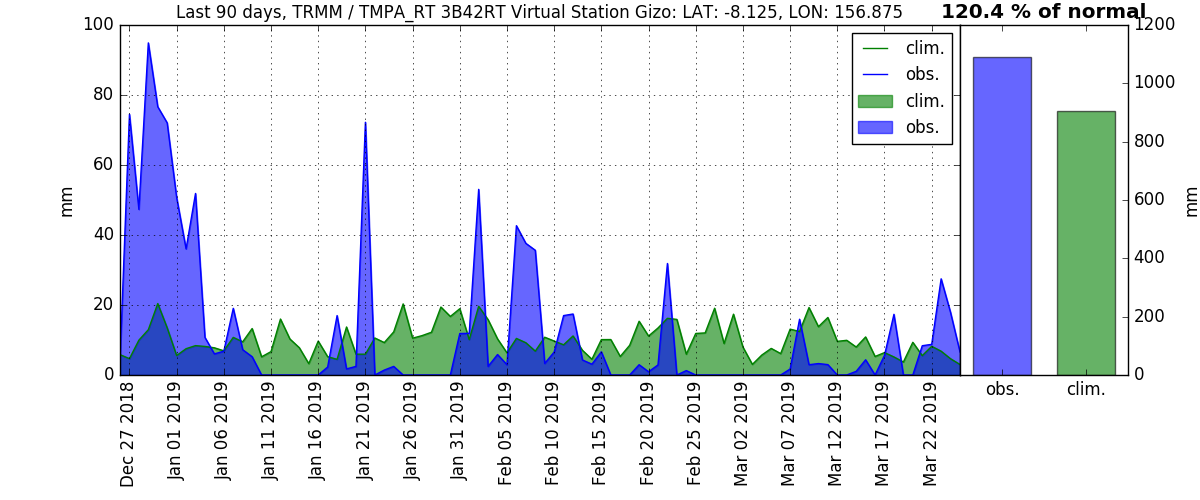 Last 90 days, TRMM / TMPA_RT 3B42RT Virtual Station Gizo: LAT: -8.125, LON: 156.875
120.4 % of normal
100
80
60
40
20
0
mm
clim.
obs.
clim.
obs.
1200
1000
800
600
400
200
0
mm
Dec 27 2018
Jan 01 2019
Jan 06 2019
Jan 11 2019
Jan 16 2019
Jan 21 2019
Jan 26 2019
Jan 31 2019
Feb 05 2019
Feb 10 2019
Feb 15 2019
Feb 20 2019
Feb 25 2019
Mar 02 2019
Mar 07 2019
Mar 12 2019
Mar 17 2019
Mar 22 2019
obs.
clim.